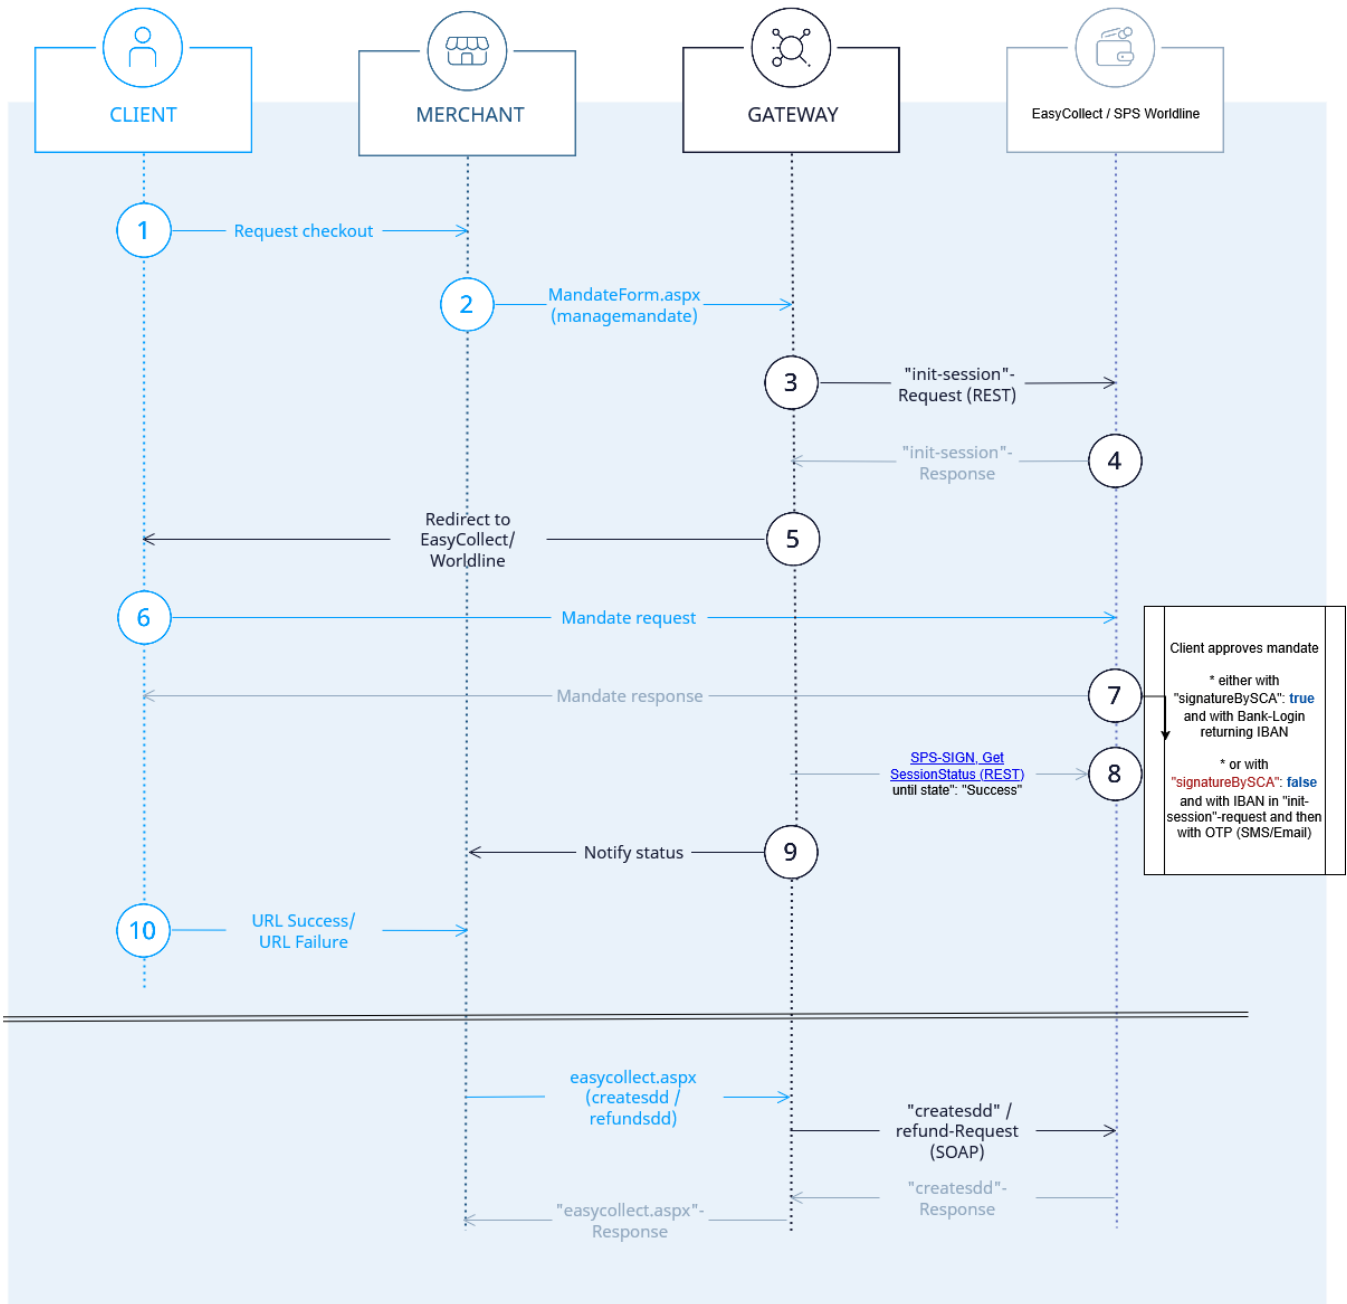 CLIENT
MERCHANT
GATEWAY
EasyCollect / SPS Worldline
1
Request checkout
2
MandateForm.aspx
(managemandate)
3
"init-session"-
Request (REST)
4
"init-session"-
Response
5
Redirect to
EasyCollect/
Worldline
6
Mandate request
7
Mandate response
Client approves mandate
* either with
"signatureBySCA": true
and with Bank-Login
returning IBAN
* or with
"signatureBySCA": false
and with IBAN in "init-
session"-request and then
with OTP (SMS/Email)
SPS-SIGN, Get
SessionStatus (REST)
until state": "Success"
8
9
Notify status
10
URL Success/
URL Failure
easycollect.aspx
(createsdd /
refundsdd)
"createsdd" /
refund-Request
(SOAP)
"createsdd"-
Response
"easycollect.aspx"-
Response